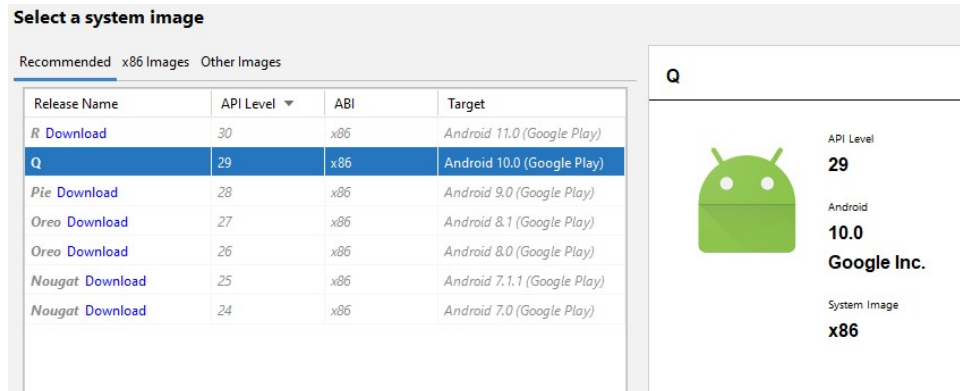 Select a system image
Recommended x86 Images Other Images
Release Name API Level ABI Target
R Download 30 x86 Android 11.0 (Google Play)
Q 29 x86 Android 10.0 (Google Play)
Pie Download 28 x86 Android 9.0 (Google Play)
Oreo Download 27 x86 Android 8.1 (Google Play)
Oreo Download 26 x86 Android 8.0 (Google Play)
Nougat Download 25 x86 Android 7.1.1 (Google Play)
Nougat Download 24 x86 Android 7.0 (Google Play)
Q
API Level
29
Android
10.0
Google Inc.
System Image
x86